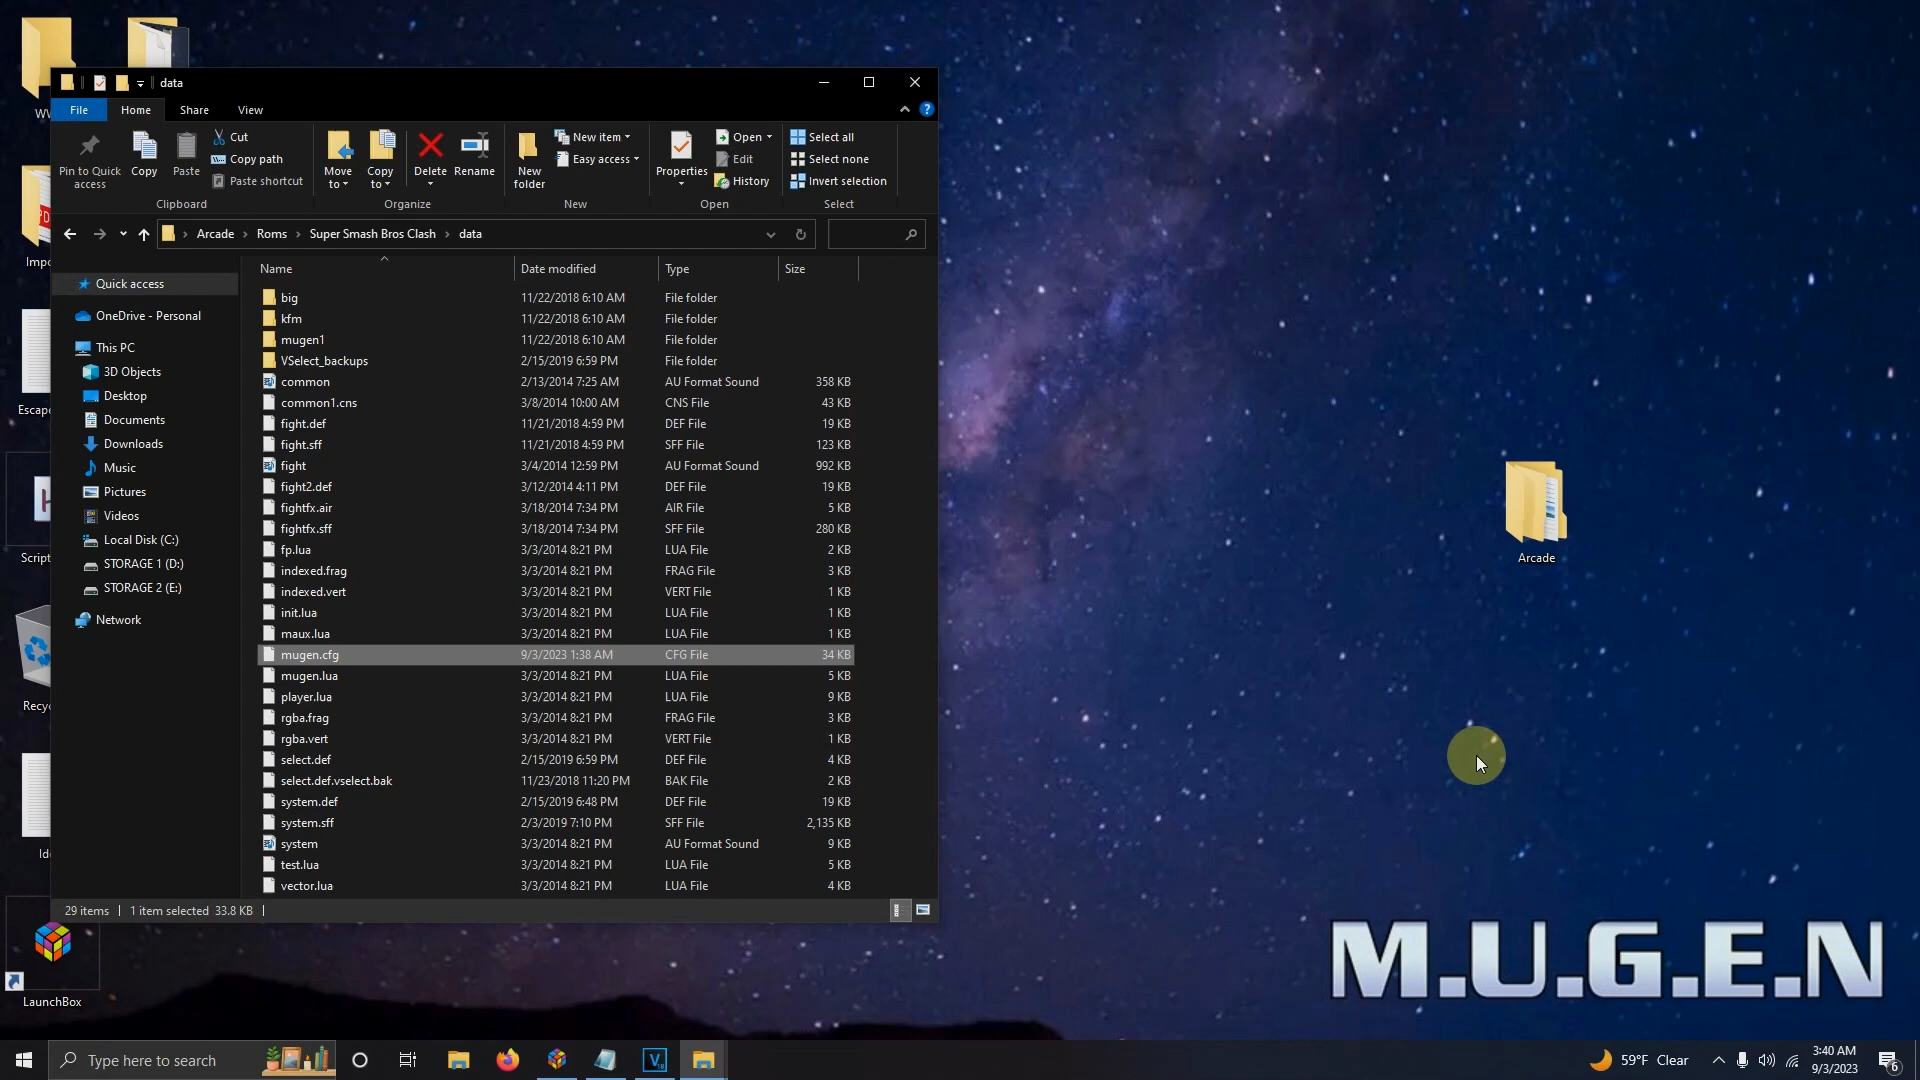 data
File Home Share View
Pin to Quick access
Copy
Paste
Cut
Copy path
Paste shortcut
Clipboard
Move to
Copy to
Delete
Rename
Organize
New folder
New item
Easy access
New
Properties
Open
Edit
History
Open
Select all
Select none
Invert selection
Select
Arcade > Roms > Super Smash Bros Clash > data
Quick access
OneDrive - Personal
This PC
3D Objects
Desktop
Documents
Downloads
Music
Pictures
Videos
Local Disk (C:)
STORAGE 1 (D:)
STORAGE 2 (E:)
Network
Name Date modified Type Size
big 11/22/2018 6:10 AM File folder
kfm 11/22/2018 6:10 AM File folder
mugen1 11/22/2018 6:10 AM File folder
VSelect_backups 2/15/2019 6:59 PM File folder
common 2/13/2014 7:25 AM AU Format Sound 358 KB
common1.cns 3/8/2014 10:00 AM CNS File 43 KB
fight.def 11/21/2018 4:59 PM DEF File 19 KB
fight.sff 11/21/2018 4:59 PM SFF File 123 KB
fight 3/4/2014 12:59 PM AU Format Sound 992 KB
fight2.def 3/12/2014 4:11 PM DEF File 19 KB
fightfx.air 3/18/2014 7:34 PM AIR File 5 KB
fightfx.sff 3/18/2014 7:34 PM SFF File 280 KB
fp.lua 3/3/2014 8:21 PM LUA File 2 KB
indexed.frag 3/3/2014 8:21 PM FRAG File 3 KB
indexed.vert 3/3/2014 8:21 PM VERT File 1 KB
init.lua 3/3/2014 8:21 PM LUA File 1 KB
maux.lua 3/3/2014 8:21 PM LUA File 1 KB
mugen.cfg 9/3/2023 1:38 AM CFG File 34 KB
mugen.lua 3/3/2014 8:21 PM LUA File 5 KB
player.lua 3/3/2014 8:21 PM LUA File 9 KB
rgba.frag 3/3/2014 8:21 PM FRAG File 3 KB
rgba.vert 3/3/2014 8:21 PM VERT File 1 KB
select.def 2/15/2019 6:59 PM DEF File 4 KB
select.def.vselect.bak 11/23/2018 11:20 PM BAK File 2 KB
system.def 2/15/2019 6:48 PM DEF File 19 KB
system.sff 2/3/2019 7:10 PM SFF File 2,135 KB
system 3/3/2014 8:21 PM AU Format Sound 9 KB
test.lua 3/3/2014 8:21 PM LUA File 5 KB
vector.lua 3/3/2014 8:21 PM LUA File 4 KB
29 items 1 item selected 33.8 KB
Escape
Script
LaunchBox
Arcade
M.U.G.E.N
Type here to search
59°F Clear
3:40 AM
9/3/2023
6